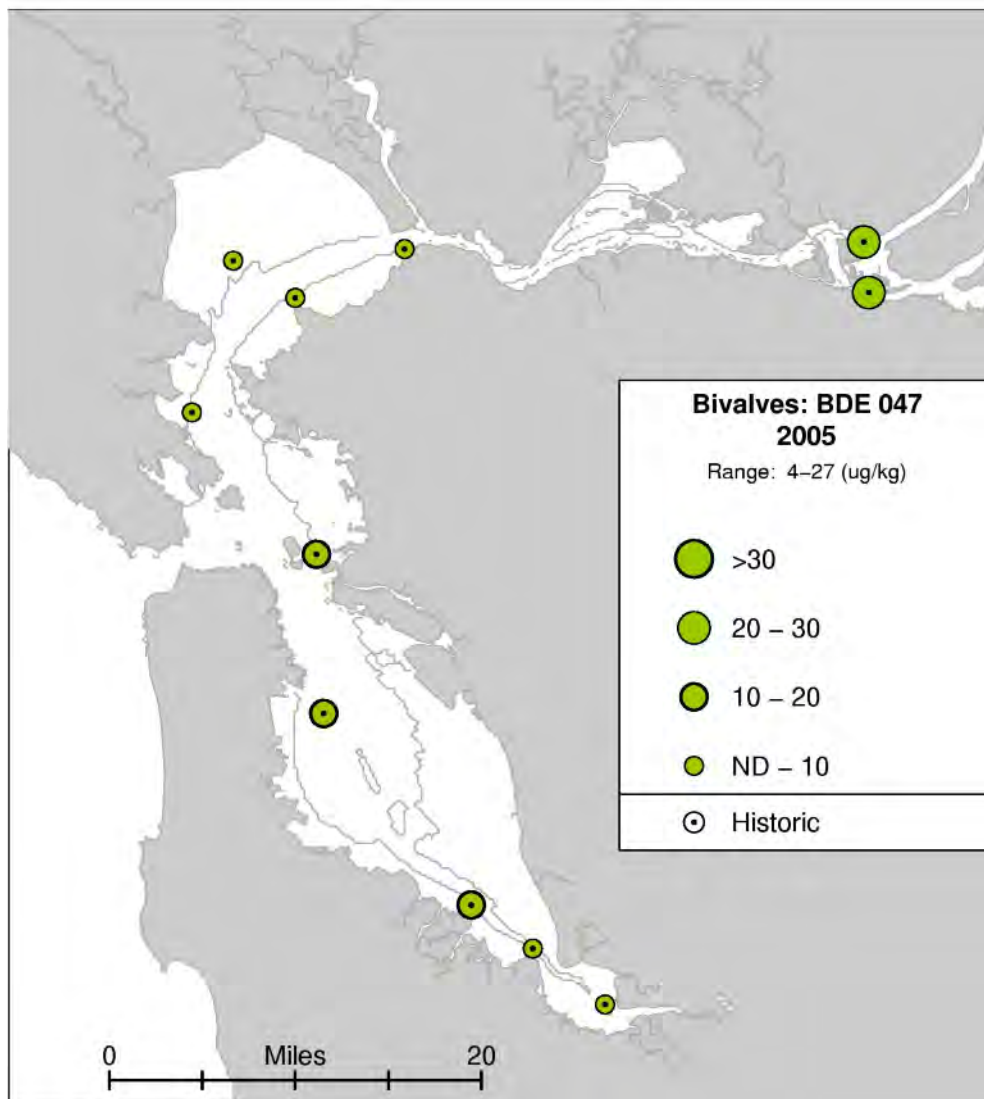 Bivalves: BDE 047
2005
Range: 4–27 (ug/kg)
>30
20 – 30
10 – 20
ND – 10
Historic
0 Miles 20